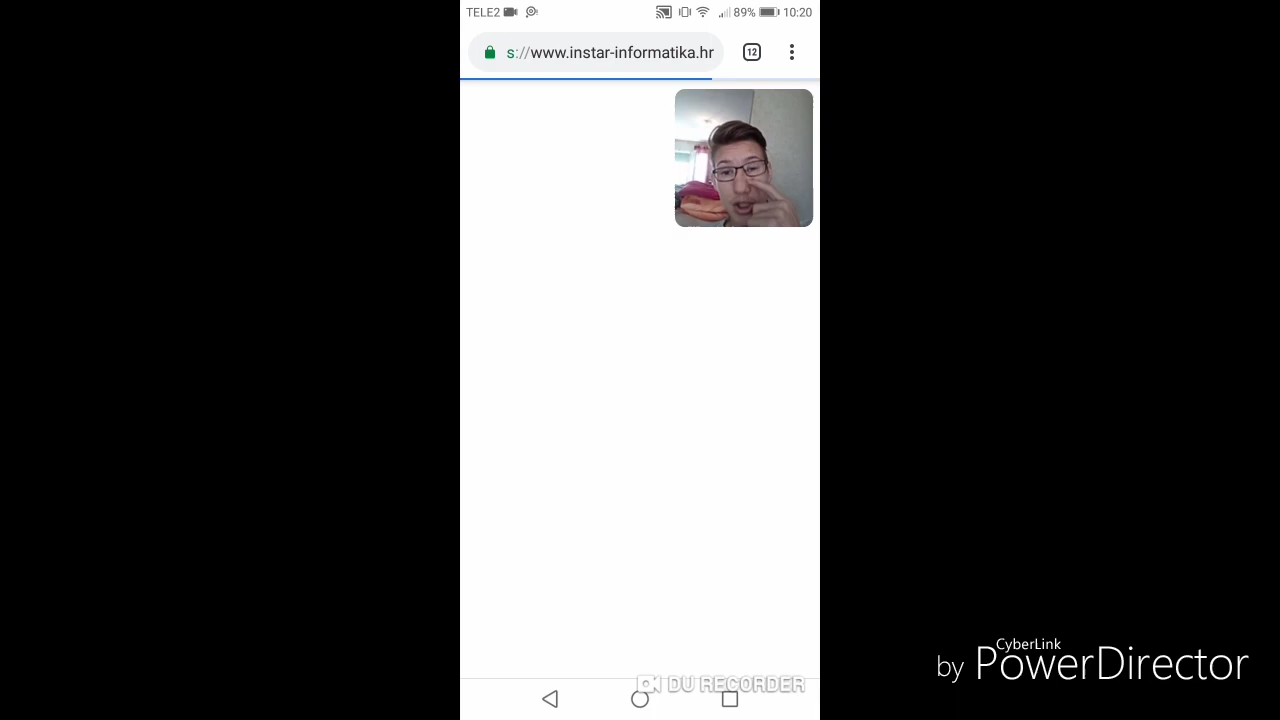 TELE2 89% 10:20
s://www.instar-informatika.hr 12
DU RECORDER
CyberLink
by PowerDirector